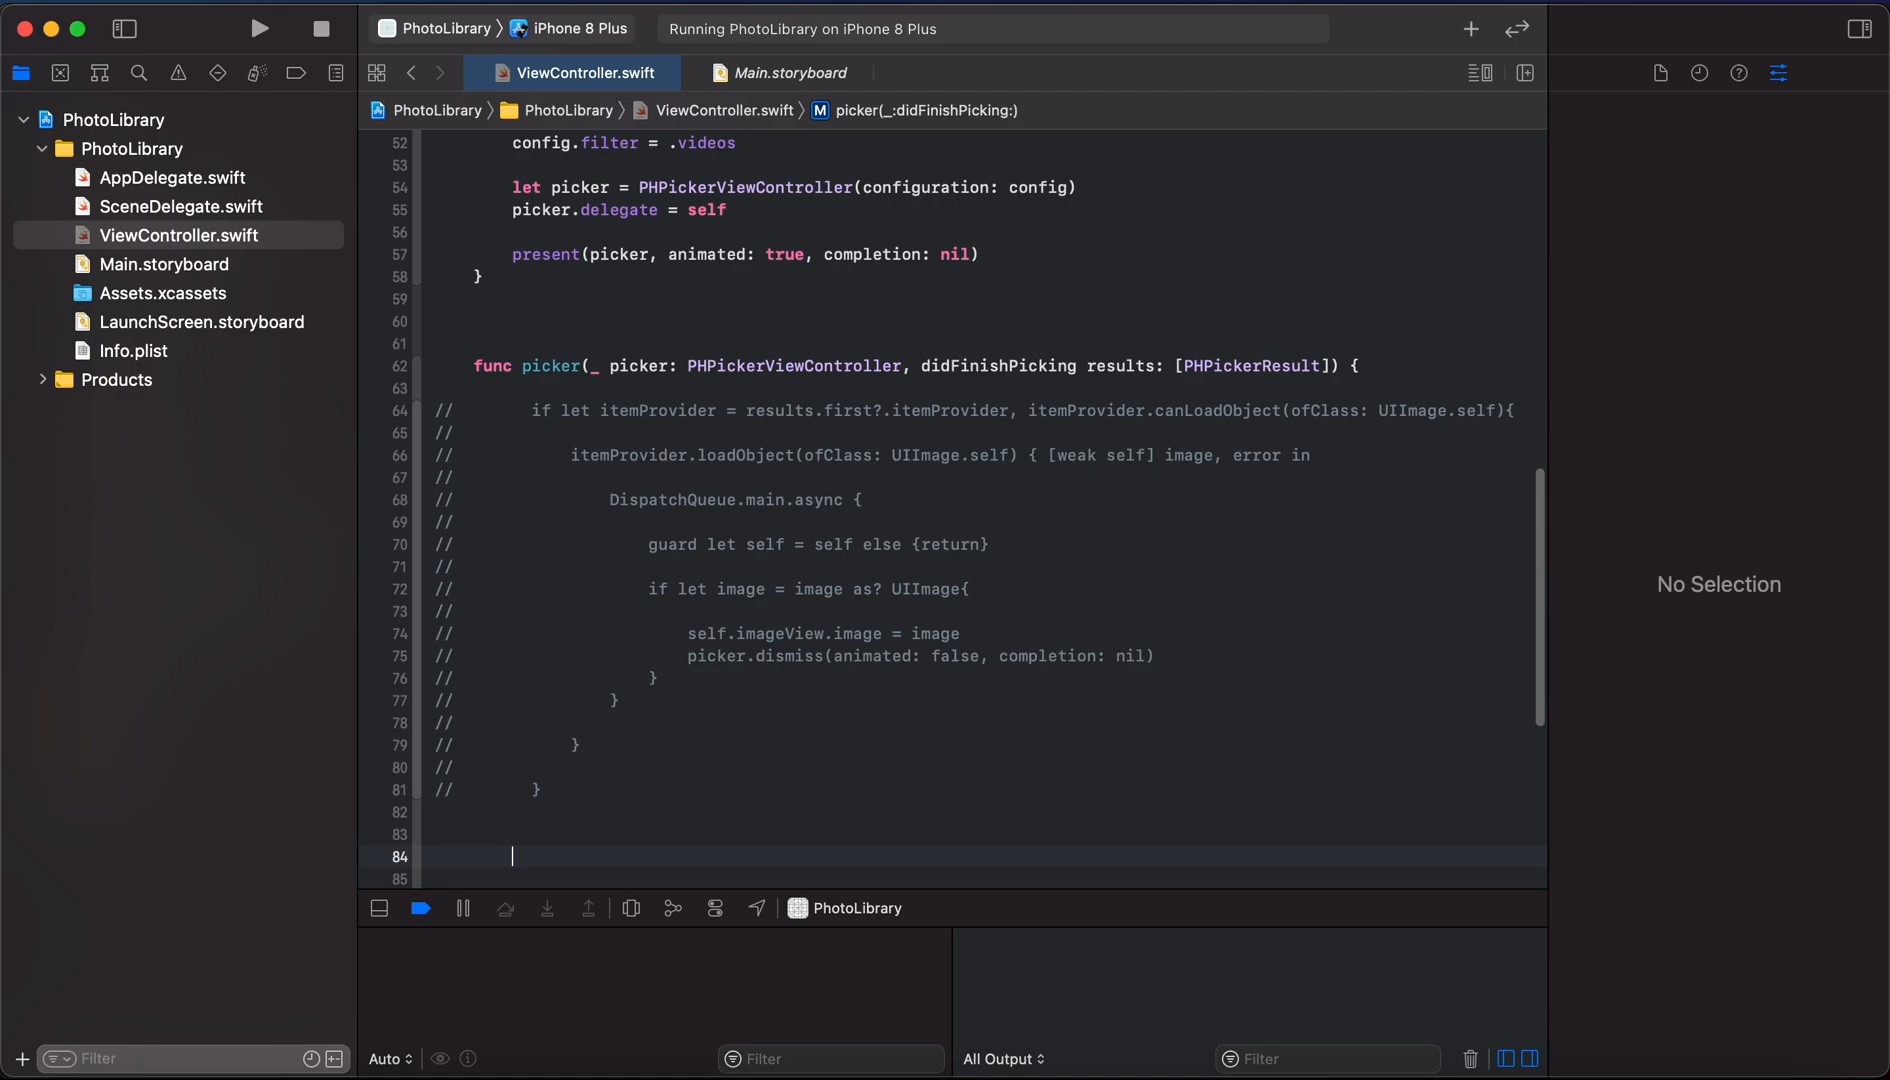 PhotoLibrary
iPhone 8 Plus
Running PhotoLibrary on iPhone 8 Plus
ViewController.swift
Main.storyboard
PhotoLibrary
PhotoLibrary
ViewController.swift
M picker(_:didFinishPicking:)
PhotoLibrary
PhotoLibrary
AppDelegate.swift
SceneDelegate.swift
ViewController.swift
Main.storyboard
Assets.xcassets
LaunchScreen.storyboard
Info.plist
Products
52 config.filter = .videos
53
54 let picker = PHPickerViewController(configuration: config)
55 picker.delegate = self
56
57 present(picker, animated: true, completion: nil)
58 }
59
60
61
62 func picker(_ picker: PHPickerViewController, didFinishPicking results: [PHPickerResult]) {
63
64 // if let itemProvider = results.first?.itemProvider, itemProvider.canLoadObject(ofClass: UIImage.self){
65 //
66 // itemProvider.loadObject(ofClass: UIImage.self) { [weak self] image, error in
67 //
68 // DispatchQueue.main.async {
69 //
70 // guard let self = self else {return}
71 //
72 // if let image = image as? UIImage{
73 //
74 // self.imageView.image = image
75 // picker.dismiss(animated: false, completion: nil)
76 // }
77 // }
78 //
79 // }
80 //
81 // }
82
83
84
85
No Selection
PhotoLibrary
Filter
Auto
Filter
All Output
Filter